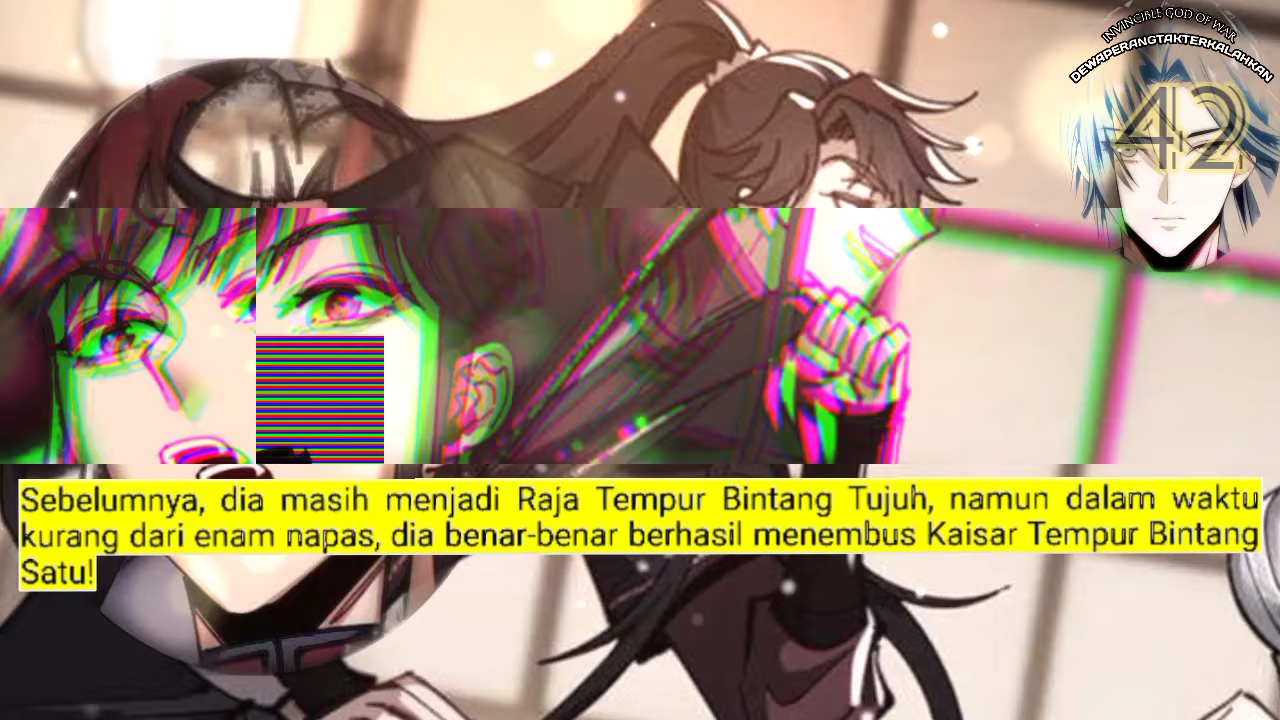 INVINCIBLE GOD OF WAR
DEWAPERANGTAKTERKALAHKAN
42
Sebelumnya, dia masih menjadi Raja Tempur Bintang Tujuh, namun dalam waktu
kurang dari enam napas, dia benar-benar berhasil menembus Kaisar Tempur Bintang
Satu!